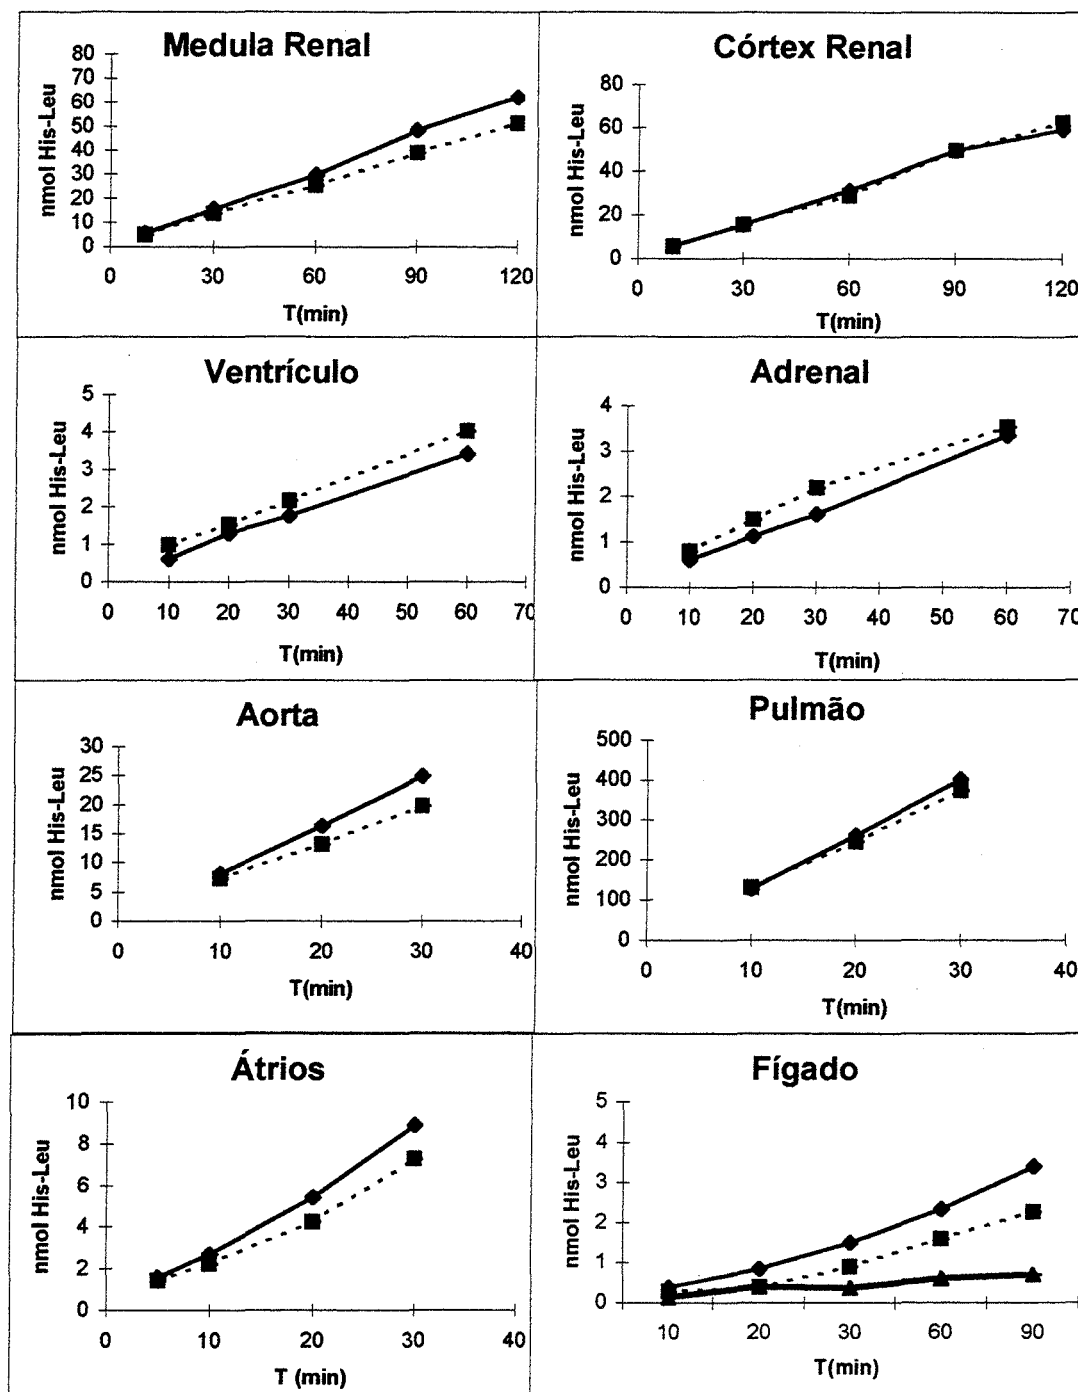 Medula Renal
nmol His-Leu
80
70
60
50
40
30
20
10
0
0 30 60 90 120
T(min)
Córtex Renal
nmol His-Leu
80
60
40
20
0
0 30 60 90 120
T(min)
Ventrículo
nmol His-Leu
5
4
3
2
1
0
0 10 20 30 40 50 60 70
T(min)
Adrenal
nmol His-Leu
4
3
2
1
0
0 10 20 30 40 50 60 70
T(min)
Aorta
nmol His-Leu
30
25
20
15
10
5
0
0 10 20 30 40
T(min)
Pulmão
nmol His-Leu
500
400
300
200
100
0
0 10 20 30 40
T(min)
Átrios
nmol His-Leu
10
8
6
4
2
0
0 10 20 30 40
T (min)
Fígado
nmol His-Leu
5
4
3
2
1
0
10 20 30 60 90
T(min)